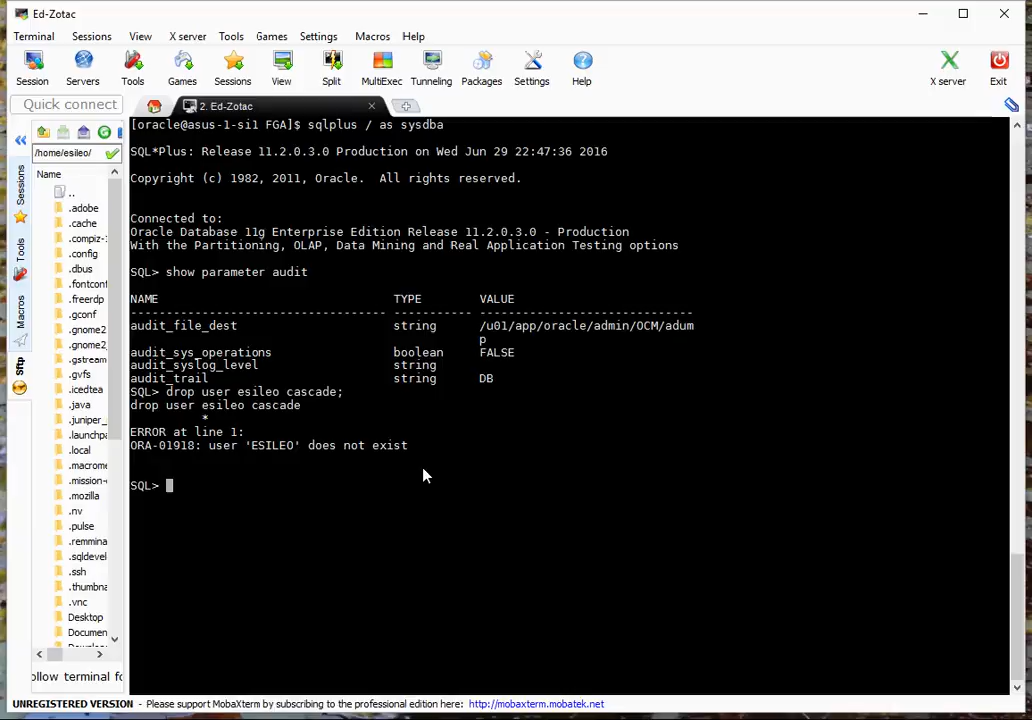 Ed-Zotac
Terminal Sessions View X server Tools Games Settings Macros Help
Session Servers Tools Games Sessions View Split MultiExec Tunneling Packages Settings Help X server Exit
Quick connect...
2. Ed-Zotac
/home/esileo/
Name
..
.adobe
.cache
.compiz-
.config
.dbus
.fontconf
.freerdp
.gconf
.gnome2
.gnome2_
.gstream
.gvfs
.icedtea
.java
.juniper_
.launchpa
.local
.macrome
.mission-
.mozilla
.nv
.pulse
.remmina
.sqldevel
.ssh
.thumbna
.vnc
Desktop
Documen
ollow terminal fo
Sessions
Tools
Macros
Sftp
[oracle@asus-1-si1 FGA]$ sqlplus / as sysdba
SQL*Plus: Release 11.2.0.3.0 Production on Wed Jun 29 22:47:36 2016
Copyright (c) 1982, 2011, Oracle.  All rights reserved.
Connected to:
Oracle Database 11g Enterprise Edition Release 11.2.0.3.0 - Production
With the Partitioning, OLAP, Data Mining and Real Application Testing options
SQL> show parameter audit
NAME TYPE VALUE
------------------------------------ ----------- ------------------------------
audit_file_dest string /u01/app/oracle/admin/OCM/adum
p
audit_sys_operations boolean FALSE
audit_syslog_level string
audit_trail string DB
SQL> drop user esileo cascade;
drop user esileo cascade
*
ERROR at line 1:
ORA-01918: user 'ESILEO' does not exist
SQL>
UNREGISTERED VERSION - Please support MobaXterm by subscribing to the professional edition here: http://mobaxterm.mobatek.net